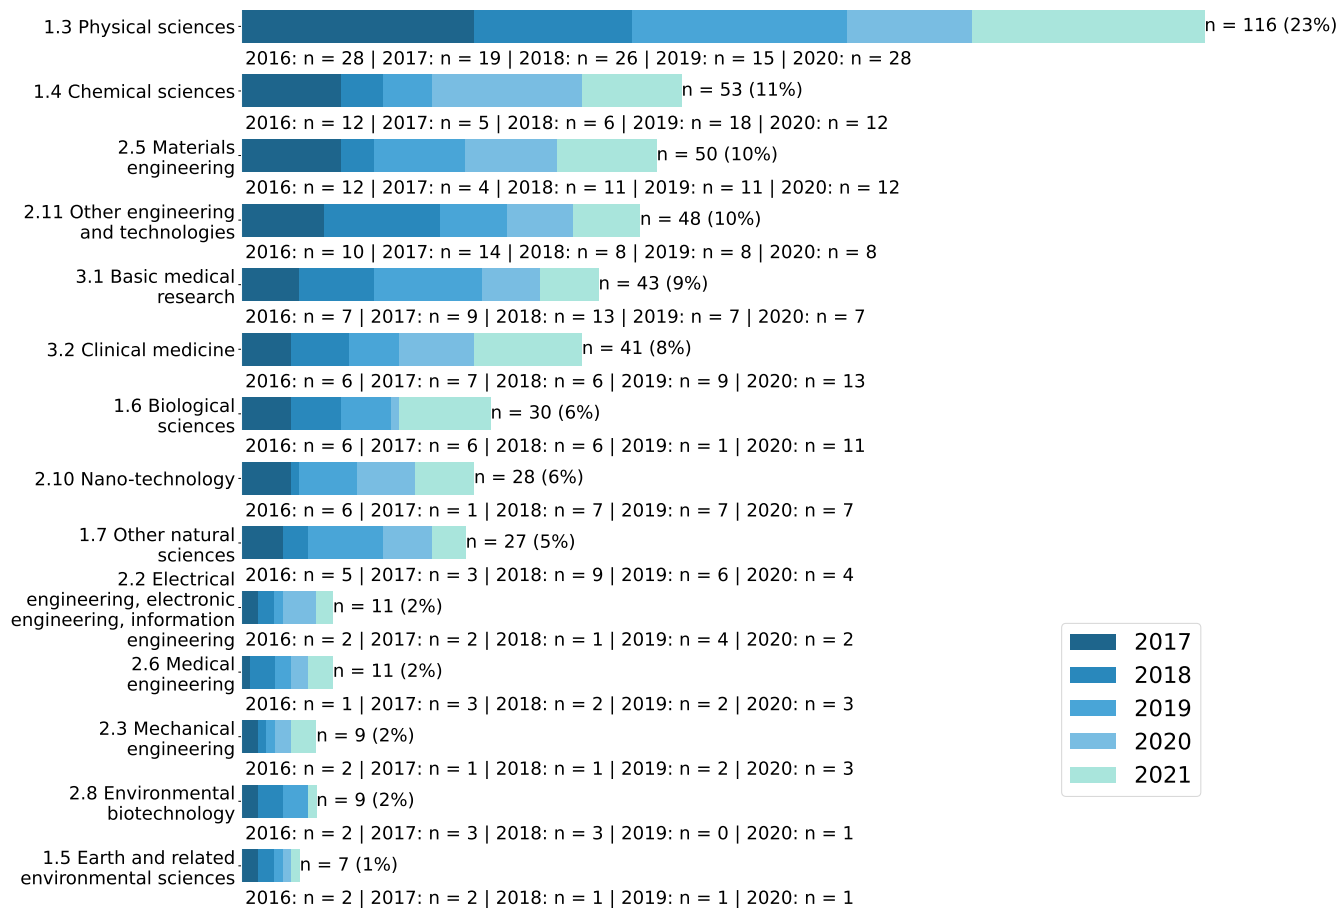 1.3 Physical sciences
n = 116 (23%)
2016: n = 28 | 2017: n = 19 | 2018: n = 26 | 2019: n = 15 | 2020: n = 28
1.4 Chemical sciences
n = 53 (11%)
2016: n = 12 | 2017: n = 5 | 2018: n = 6 | 2019: n = 18 | 2020: n = 12
2.5 Materials
engineering
n = 50 (10%)
2016: n = 12 | 2017: n = 4 | 2018: n = 11 | 2019: n = 11 | 2020: n = 12
2.11 Other engineering
and technologies
n = 48 (10%)
2016: n = 10 | 2017: n = 14 | 2018: n = 8 | 2019: n = 8 | 2020: n = 8
3.1 Basic medical
research
n = 43 (9%)
2016: n = 7 | 2017: n = 9 | 2018: n = 13 | 2019: n = 7 | 2020: n = 7
3.2 Clinical medicine
n = 41 (8%)
2016: n = 6 | 2017: n = 7 | 2018: n = 6 | 2019: n = 9 | 2020: n = 13
1.6 Biological
sciences
n = 30 (6%)
2016: n = 6 | 2017: n = 6 | 2018: n = 6 | 2019: n = 1 | 2020: n = 11
2.10 Nano-technology
n = 28 (6%)
2016: n = 6 | 2017: n = 1 | 2018: n = 7 | 2019: n = 7 | 2020: n = 7
1.7 Other natural
sciences
n = 27 (5%)
2016: n = 5 | 2017: n = 3 | 2018: n = 9 | 2019: n = 6 | 2020: n = 4
2.2 Electrical
engineering, electronic
engineering, information
engineering
n = 11 (2%)
2016: n = 2 | 2017: n = 2 | 2018: n = 1 | 2019: n = 4 | 2020: n = 2
2.6 Medical
engineering
n = 11 (2%)
2016: n = 1 | 2017: n = 3 | 2018: n = 2 | 2019: n = 2 | 2020: n = 3
2.3 Mechanical
engineering
n = 9 (2%)
2016: n = 2 | 2017: n = 1 | 2018: n = 1 | 2019: n = 2 | 2020: n = 3
2.8 Environmental
biotechnology
n = 9 (2%)
2016: n = 2 | 2017: n = 3 | 2018: n = 3 | 2019: n = 0 | 2020: n = 1
1.5 Earth and related
environmental sciences
n = 7 (1%)
2016: n = 2 | 2017: n = 2 | 2018: n = 1 | 2019: n = 1 | 2020: n = 1
2017
2018
2019
2020
2021